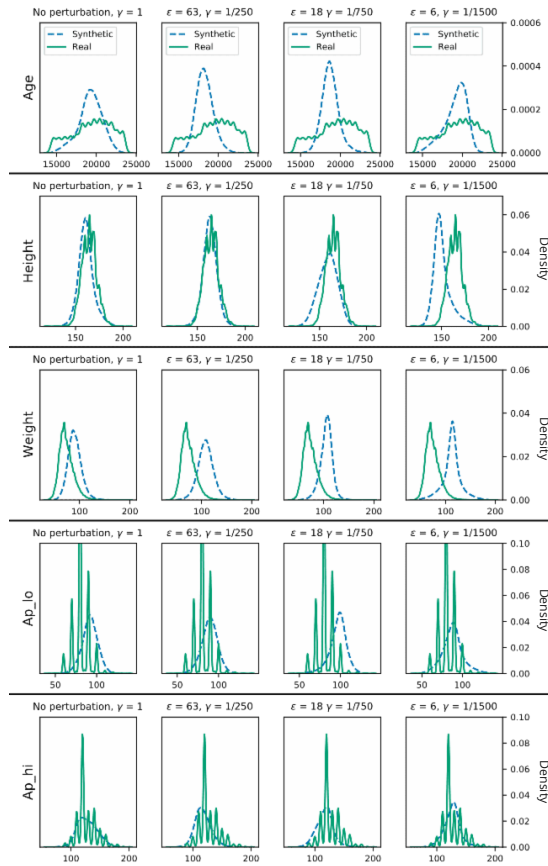 No perturbation, γ = 1 ε = 63, γ = 1/250 ε = 18 γ = 1/750 ε = 6, γ = 1/1500
Synthetic Synthetic Synthetic Synthetic
Real Real Real Real
0.0006
0.0004
0.0002
0.0000
Age
15000 20000 25000 15000 20000 25000 15000 20000 25000 15000 20000 25000
No perturbation, γ = 1 ε = 63, γ = 1/250 ε = 18 γ = 1/750 ε = 6, γ = 1/1500
0.06
0.04
0.02
0.00
Height
Density
150 200 150 200 150 200 150 200
No perturbation, γ = 1 ε = 63, γ = 1/250 ε = 18 γ = 1/750 ε = 6, γ = 1/1500
0.06
0.04
0.02
0.00
Weight
Density
100 200 100 200 100 200 100 200
No perturbation, γ = 1 ε = 63, γ = 1/250 ε = 18 γ = 1/750 ε = 6, γ = 1/1500
0.10
0.08
0.06
0.04
0.02
0.00
Ap_lo
Density
50 100 50 100 50 100 50 100
No perturbation, γ = 1 ε = 63, γ = 1/250 ε = 18 γ = 1/750 ε = 6, γ = 1/1500
0.10
0.08
0.06
0.04
0.02
0.00
Ap_hi
Density
100 200 100 200 100 200 100 200